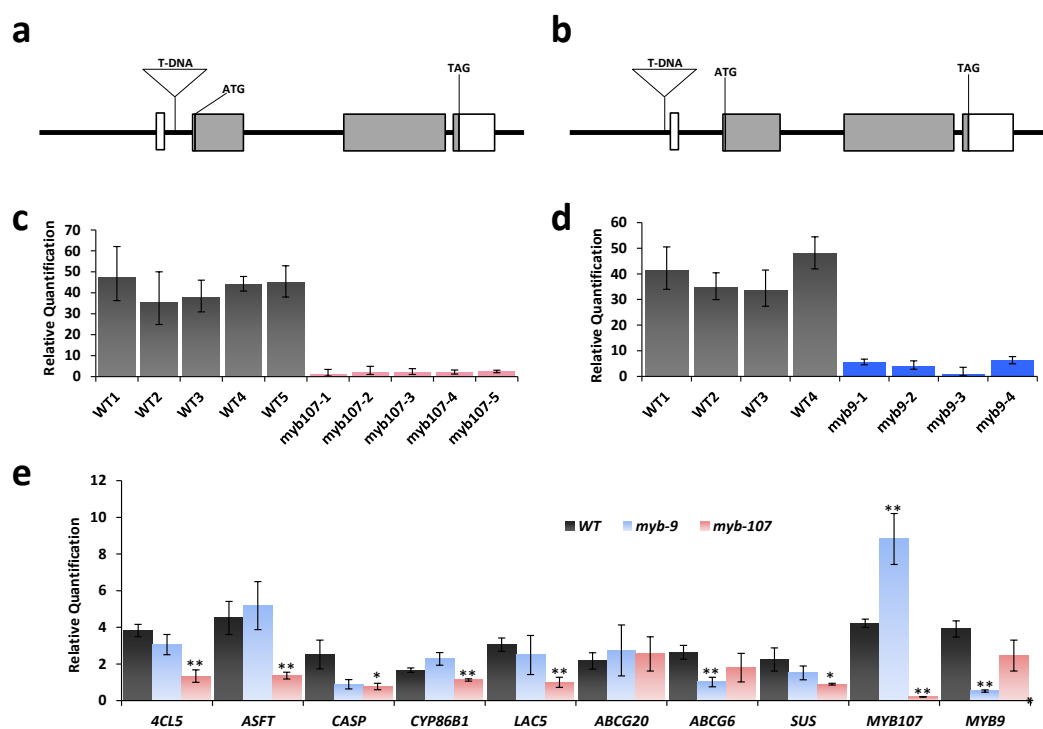 a
b
T-DNA
ATG
TAG
T-DNA
ATG
TAG
c
d
Relative Quantification
70
60
50
40
30
20
10
0
WT1
WT2
WT3
WT4
WT5
myb107-1
myb107-2
myb107-3
myb107-4
myb107-5
Relative Quantification
60
50
40
30
20
10
0
WT1
WT2
WT3
WT4
myb9-1
myb9-2
myb9-3
myb9-4
e
Relative Quantification
12
10
8
6
4
2
0
WT myb-9 myb-107
**
**
*
**
**
**
*
**
**
**
*
4CL5 ASFT CASP CYP86B1 LAC5 ABCG20 ABCG6 SUS MYB107 MYB9